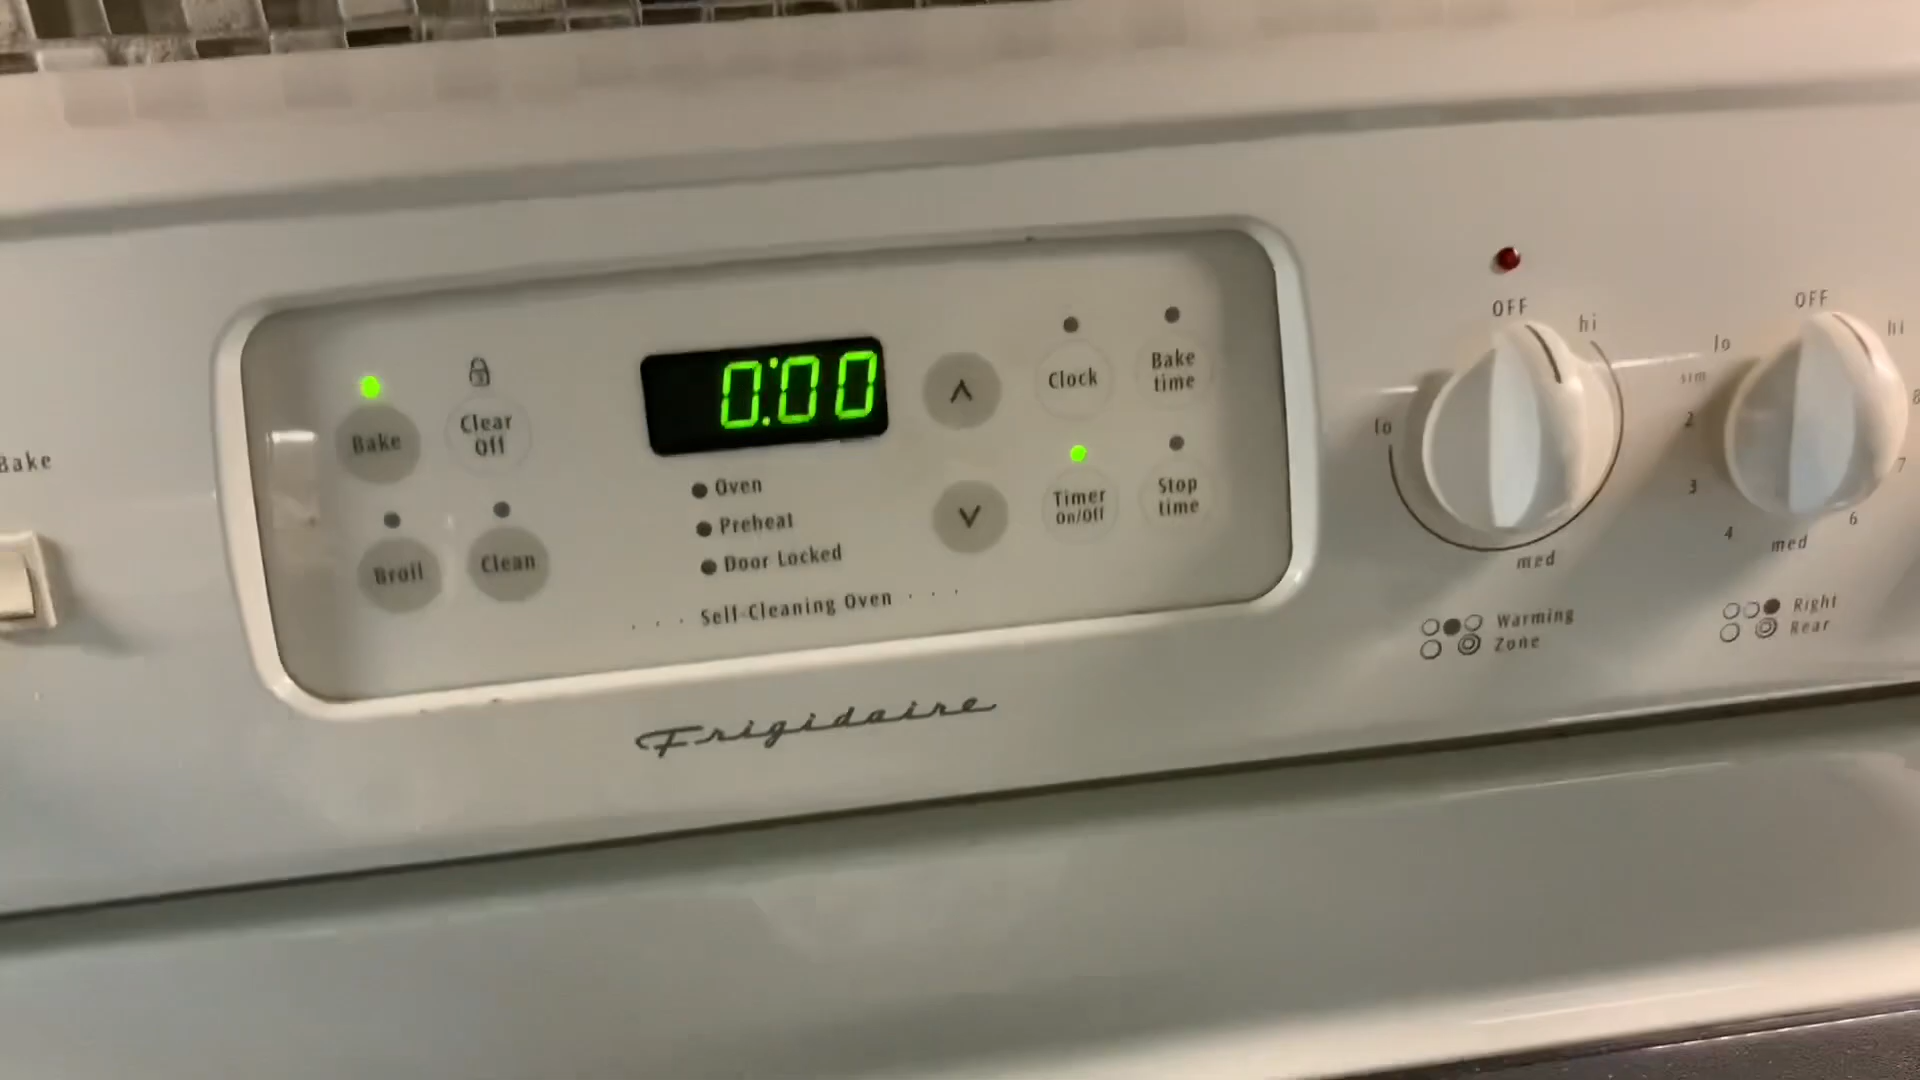 Bake
Bake
Clear
Off
Broil
Clean
0:00
Oven
Preheat
Door Locked
Self-Cleaning Oven
^
v
Clock
Bake
time
Timer
On/Off
Stop
time
Frigidaire
OFF
hi
lo
med
Warming
Zone
OFF
hi
lo
sim
2
3
4
med
6
7
8
Right
Rear